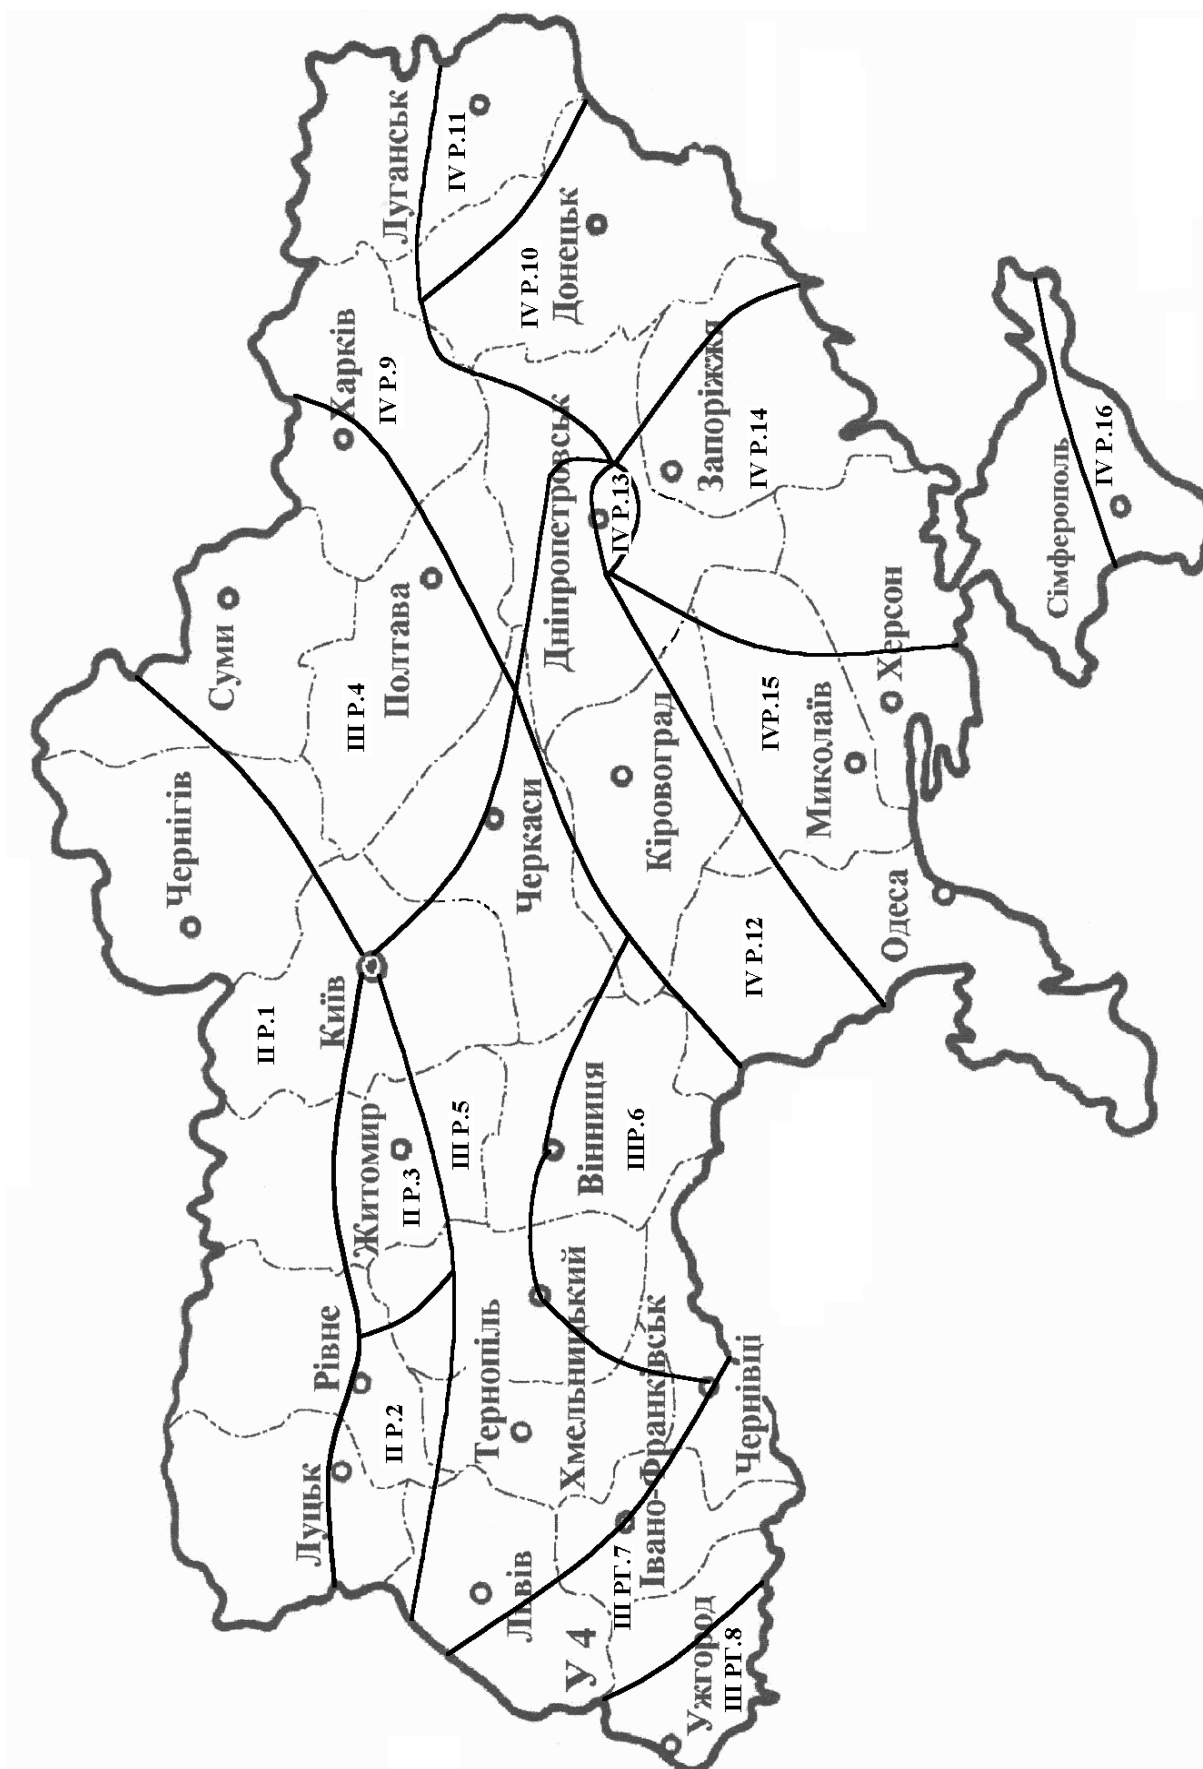 Чернігів
Суми
Луцьк
Рівне
Житомир
Київ
Харків
Луганськ
ІІ Р.1
ІІ Р.2
ІІ Р.3
ІІІ Р.4
IV Р.9
IV Р.11
Полтава
Львів
Тернопіль
ІІІ Р.5
Черкаси
Дніпропетровськ
IV Р.10
Донецьк
У 4
Хмельницький
Вінниця
ІІІР.6
Кіровоград
IV Р.13
ІІІ РГ.7
Івано-Франківськ
Ужгород
ІІІ РГ.8
Чернівці
IV Р.12
IVР.15
IV Р.14
Запоріжжя
Миколаїв
Одеса
Херсон
Сімферополь
IV Р.16